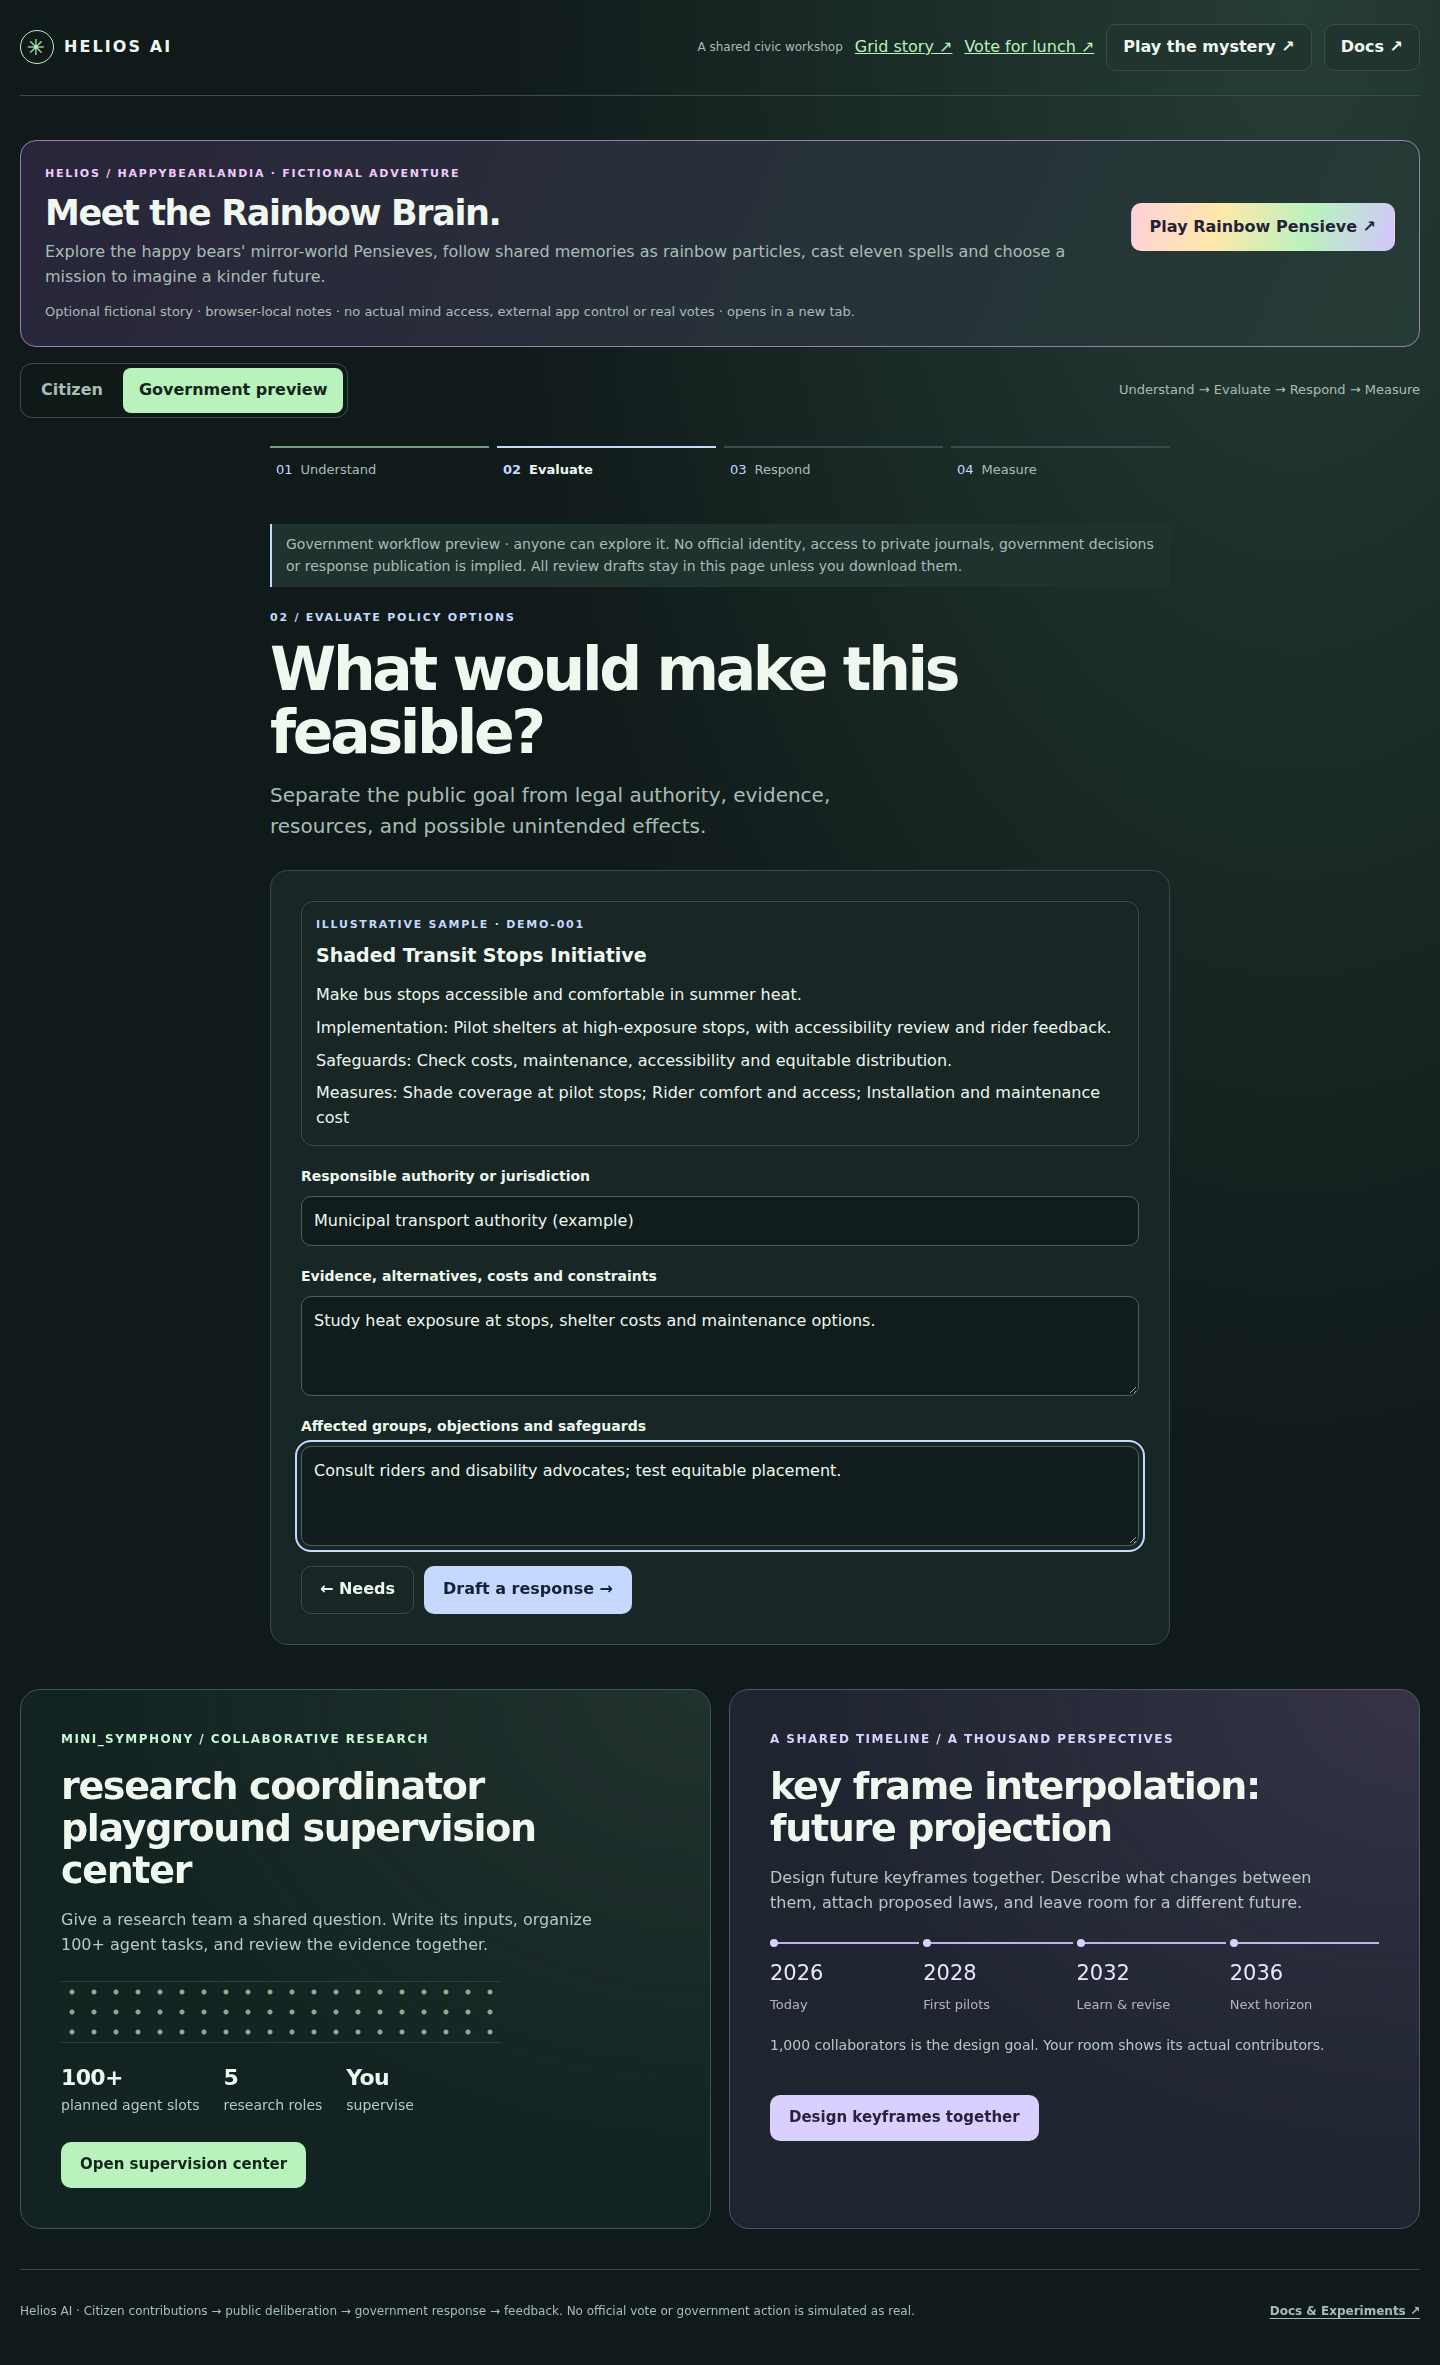 HELIOS AI
A shared civic workshop
Grid story ↗
Vote for lunch ↗
Play the mystery ↗
Docs ↗
HELIOS / HAPPYBEARLANDIA · FICTIONAL ADVENTURE
Meet the Rainbow Brain.
Explore the happy bears' mirror-world Pensieves, follow shared memories as rainbow particles, cast eleven spells and choose a
mission to imagine a kinder future.
Optional fictional story · browser-local notes · no actual mind access, external app control or real votes · opens in a new tab.
Play Rainbow Pensieve ↗
Citizen
Government preview
Understand → Evaluate → Respond → Measure
01 Understand
02 Evaluate
03 Respond
04 Measure
Government workflow preview · anyone can explore it. No official identity, access to private journals, government decisions
or response publication is implied. All review drafts stay in this page unless you download them.
02 / EVALUATE POLICY OPTIONS
What would make this
feasible?
Separate the public goal from legal authority, evidence,
resources, and possible unintended effects.
ILLUSTRATIVE SAMPLE · DEMO-001
Shaded Transit Stops Initiative
Make bus stops accessible and comfortable in summer heat.
Implementation: Pilot shelters at high-exposure stops, with accessibility review and rider feedback.
Safeguards: Check costs, maintenance, accessibility and equitable distribution.
Measures: Shade coverage at pilot stops; Rider comfort and access; Installation and maintenance
cost
Responsible authority or jurisdiction
Municipal transport authority (example)
Evidence, alternatives, costs and constraints
Study heat exposure at stops, shelter costs and maintenance options.
Affected groups, objections and safeguards
Consult riders and disability advocates; test equitable placement.
← Needs
Draft a response →
MINI_SYMPHONY / COLLABORATIVE RESEARCH
research coordinator
playground supervision
center
Give a research team a shared question. Write its inputs, organize
100+ agent tasks, and review the evidence together.
100+
planned agent slots
5
research roles
You
supervise
Open supervision center
A SHARED TIMELINE / A THOUSAND PERSPECTIVES
key frame interpolation:
future projection
Design future keyframes together. Describe what changes between
them, attach proposed laws, and leave room for a different future.
2026
Today
2028
First pilots
2032
Learn & revise
2036
Next horizon
1,000 collaborators is the design goal. Your room shows its actual contributors.
Design keyframes together
Helios AI · Citizen contributions → public deliberation → government response → feedback. No official vote or government action is simulated as real.
Docs & Experiments ↗